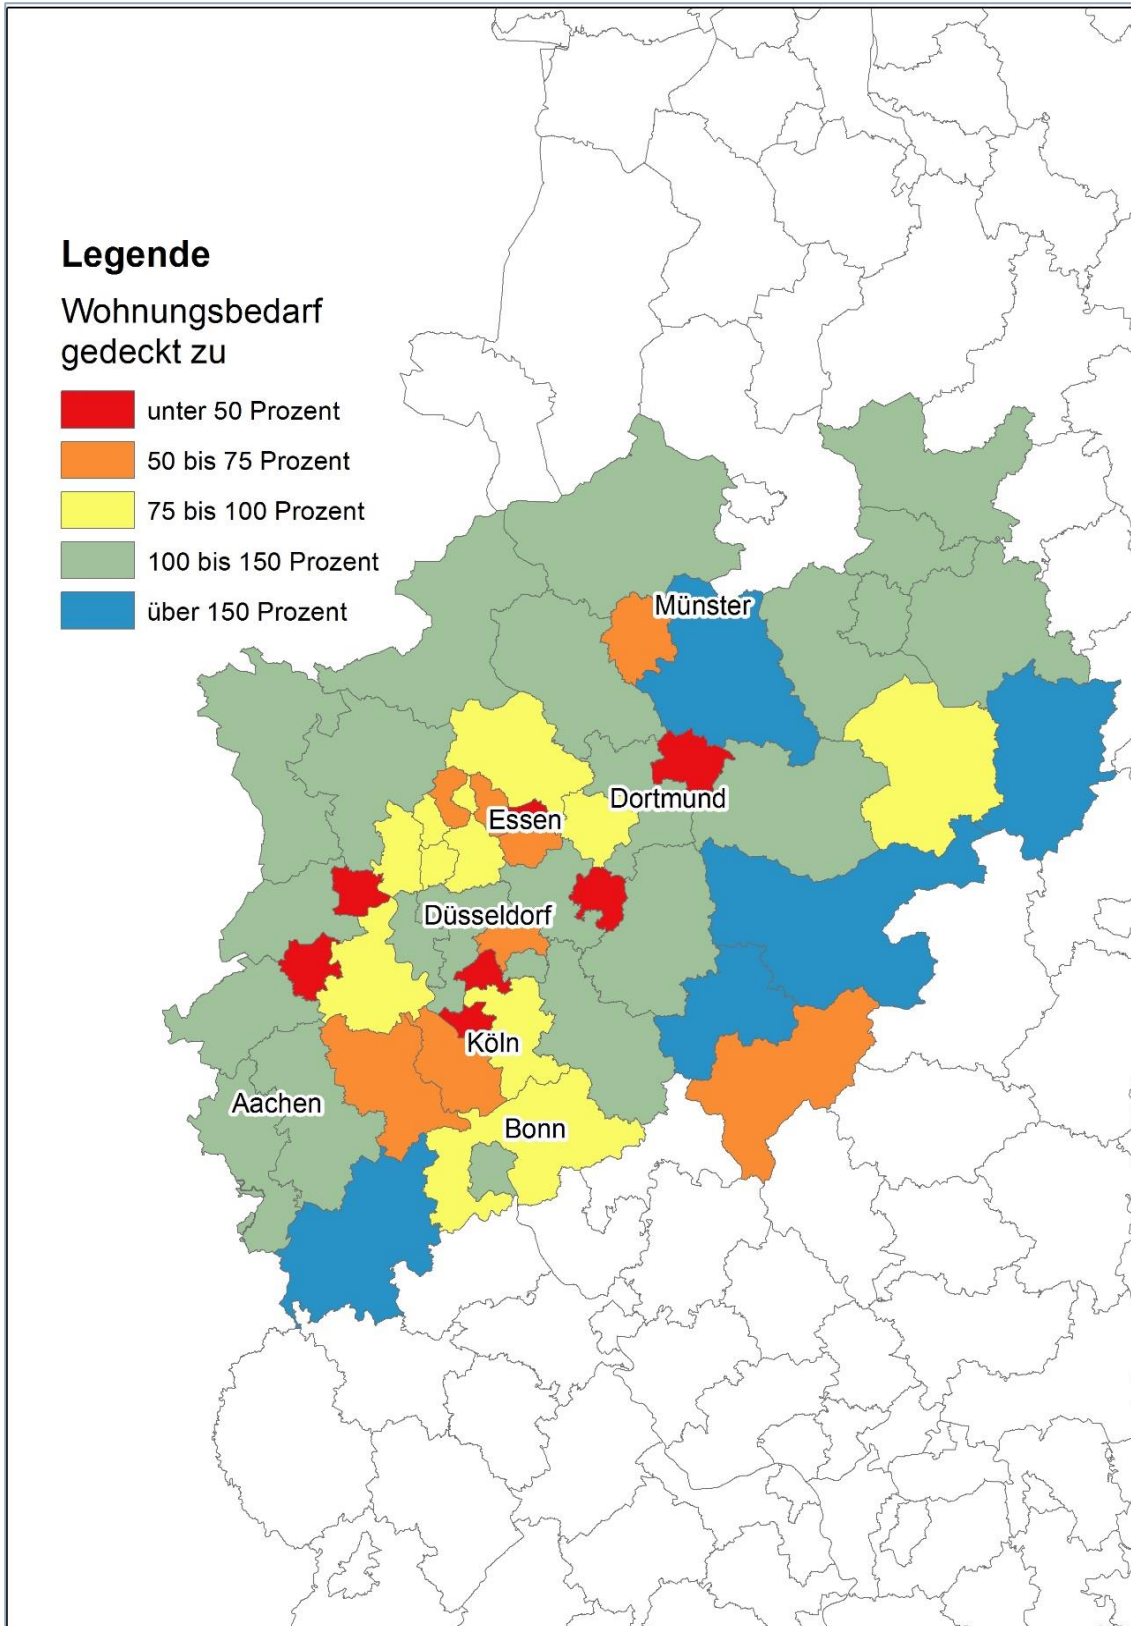 Legende
Wohnungsbedarf
gedeckt zu
unter 50 Prozent
50 bis 75 Prozent
75 bis 100 Prozent
100 bis 150 Prozent
über 150 Prozent
Münster
Dortmund
Essen
Düsseldorf
Köln
Aachen
Bonn